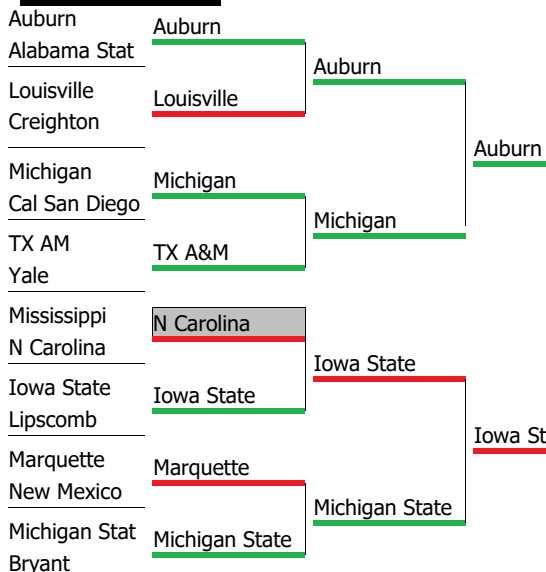 Auburn
Alabama Stat
Louisville
Creighton
Michigan
Cal San Diego
TX AM
Yale
Mississippi
N Carolina
Iowa State
Lipscomb
Marquette
New Mexico
Michigan Stat
Bryant
Auburn
Louisville
Michigan
TX A&M
N Carolina
Iowa State
Marquette
Michigan State
Auburn
Michigan
Iowa State
Michigan State
Auburn
Iowa St